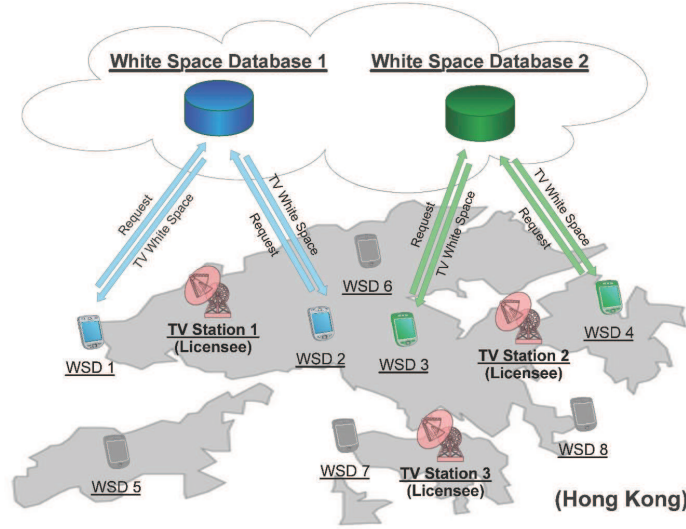 White Space Database 1
White Space Database 2
Request
TV White Space
TV White Space
Request
Request
TV White Space
TV White Space
Request
WSD 6
TV Station 1
(Licensee)
WSD 1
WSD 2
WSD 3
WSD 4
TV Station 2
(Licensee)
WSD 5
WSD 7
WSD 8
TV Station 3
(Licensee)
(Hong Kong)